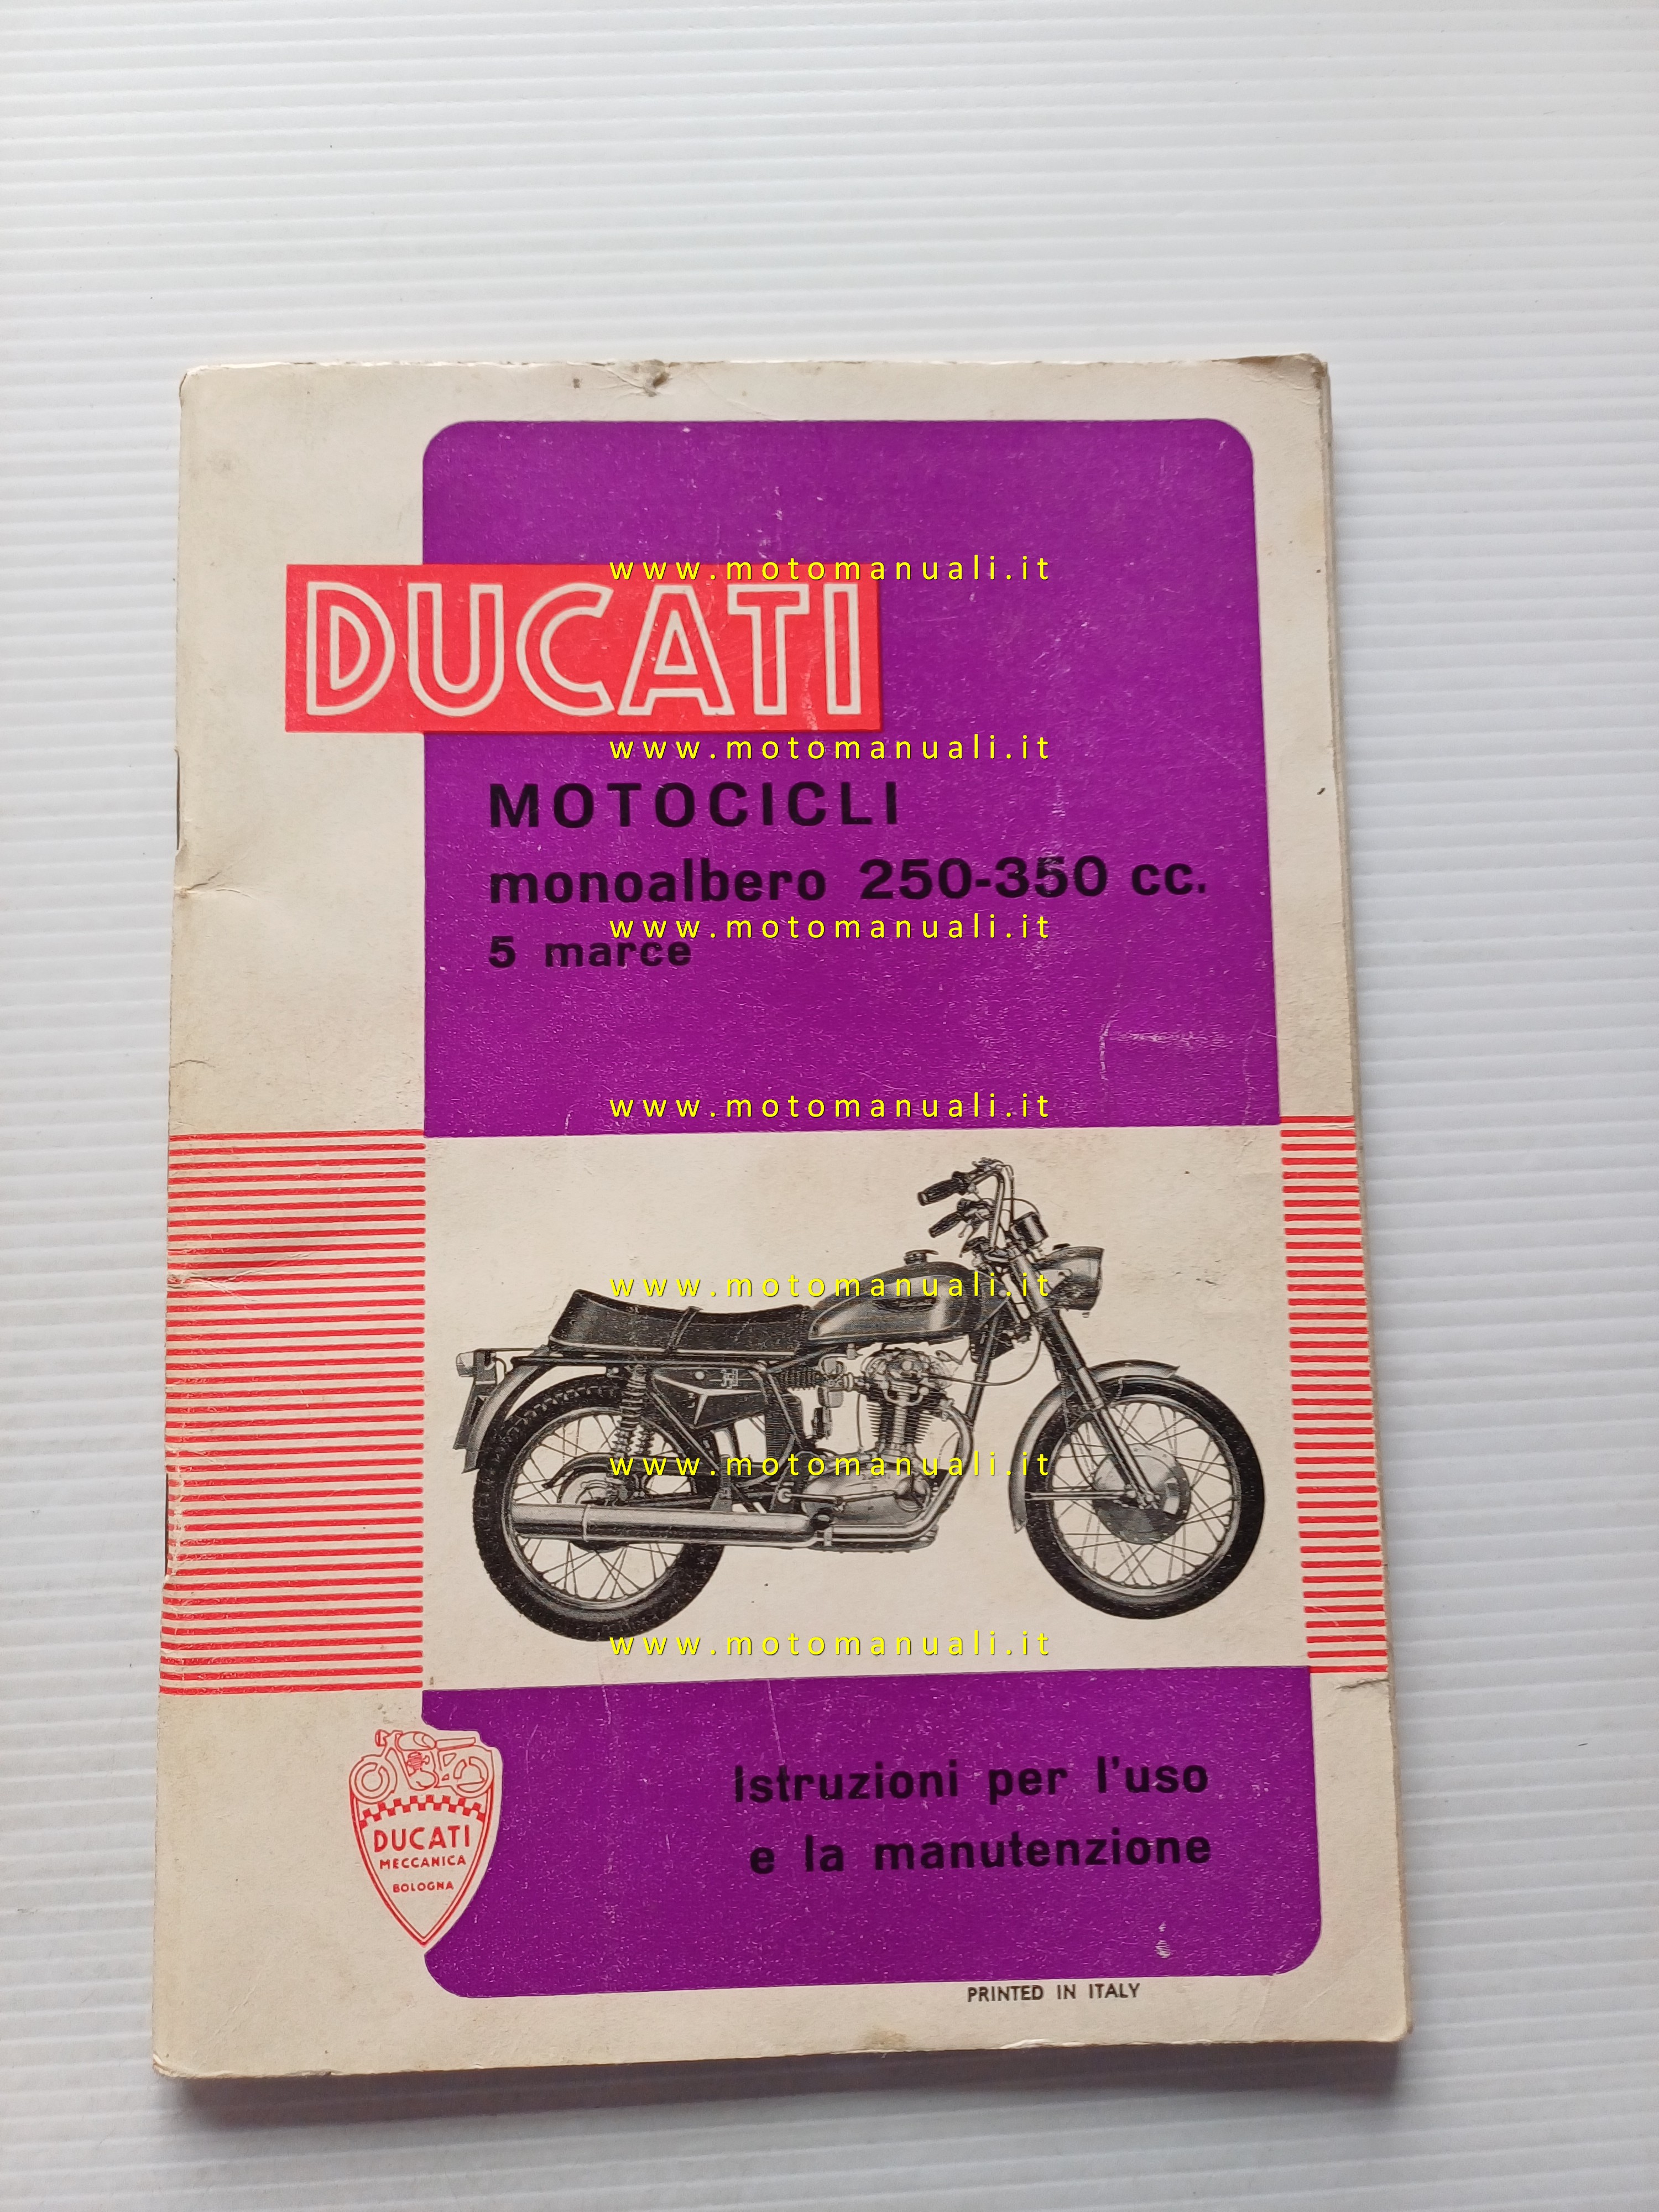 www.motomanuali.it
DUCATI
www.motomanuali.it
MOTOCICLI
monoalbero 250-350 cc.
www.motomanuali.it
5 marce
www.motomanuali.it
www.motomanuali.it
www.motomanuali.it
www.motomanuali.it
Istruzioni per l'uso
e la manutenzione
DUCATI
MECCANICA
BOLOGNA
PRINTED IN ITALY